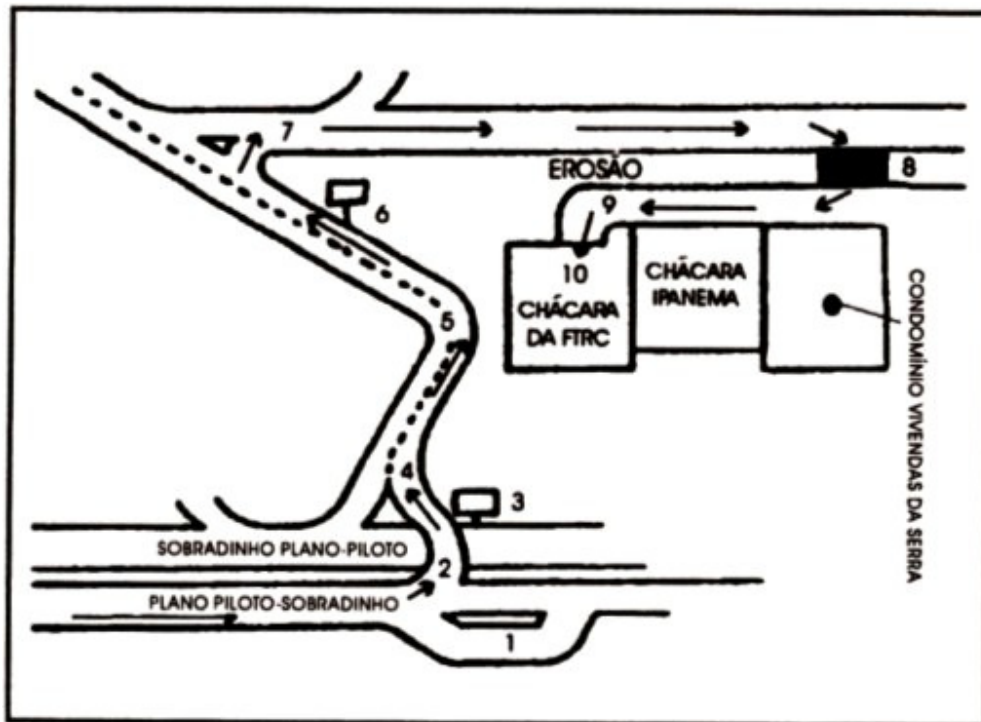 7
EROSÃO
8
6
9
10
CHÁCARA
DA FTRC
CHÁCARA
IPANEMA
CONDOMÍNIO VIVENDAS DA SERRA
5
4
3
SOBRADINHO PLANO-PILOTO
2
PLANO PILOTO-SOBRADINHO
1